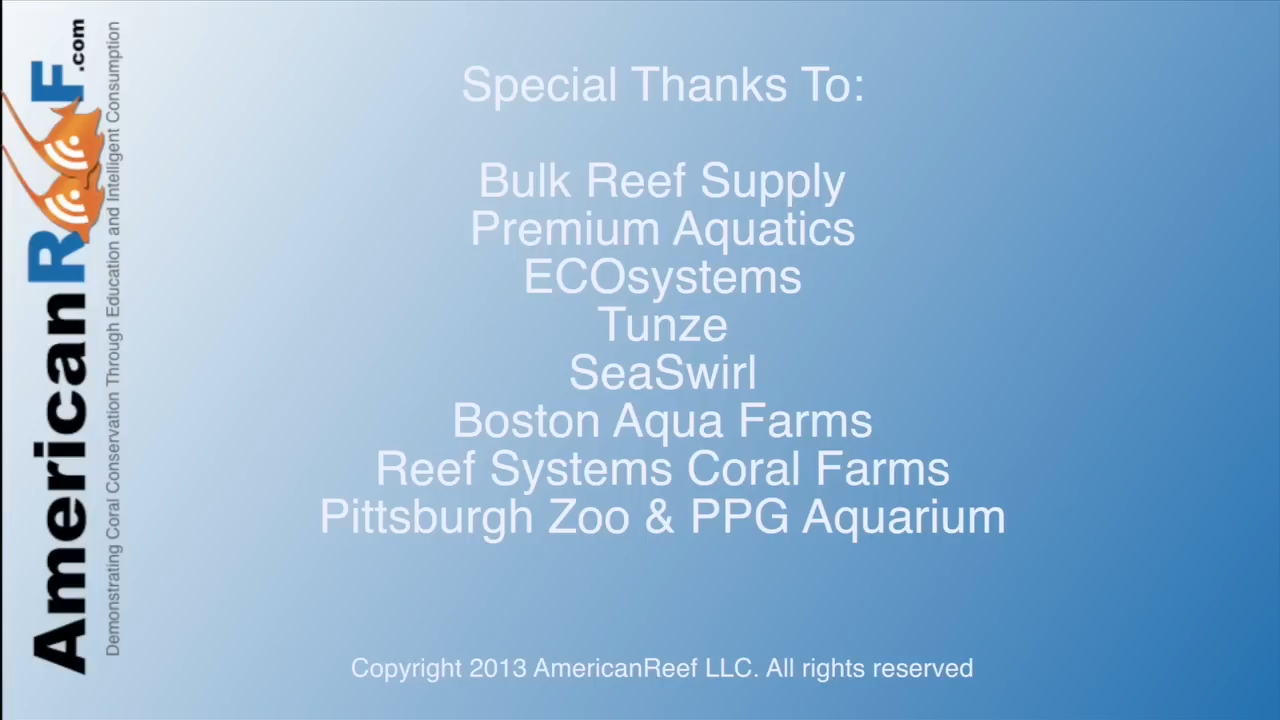 AmericanREEF.com
Demonstrating Coral Conservation Through Education and Intelligent Consumption
Special Thanks To:
Bulk Reef Supply
Premium Aquatics
ECOsystems
Tunze
SeaSwirl
Boston Aqua Farms
Reef Systems Coral Farms
Pittsburgh Zoo & PPG Aquarium
Copyright 2013 AmericanReef LLC. All rights reserved